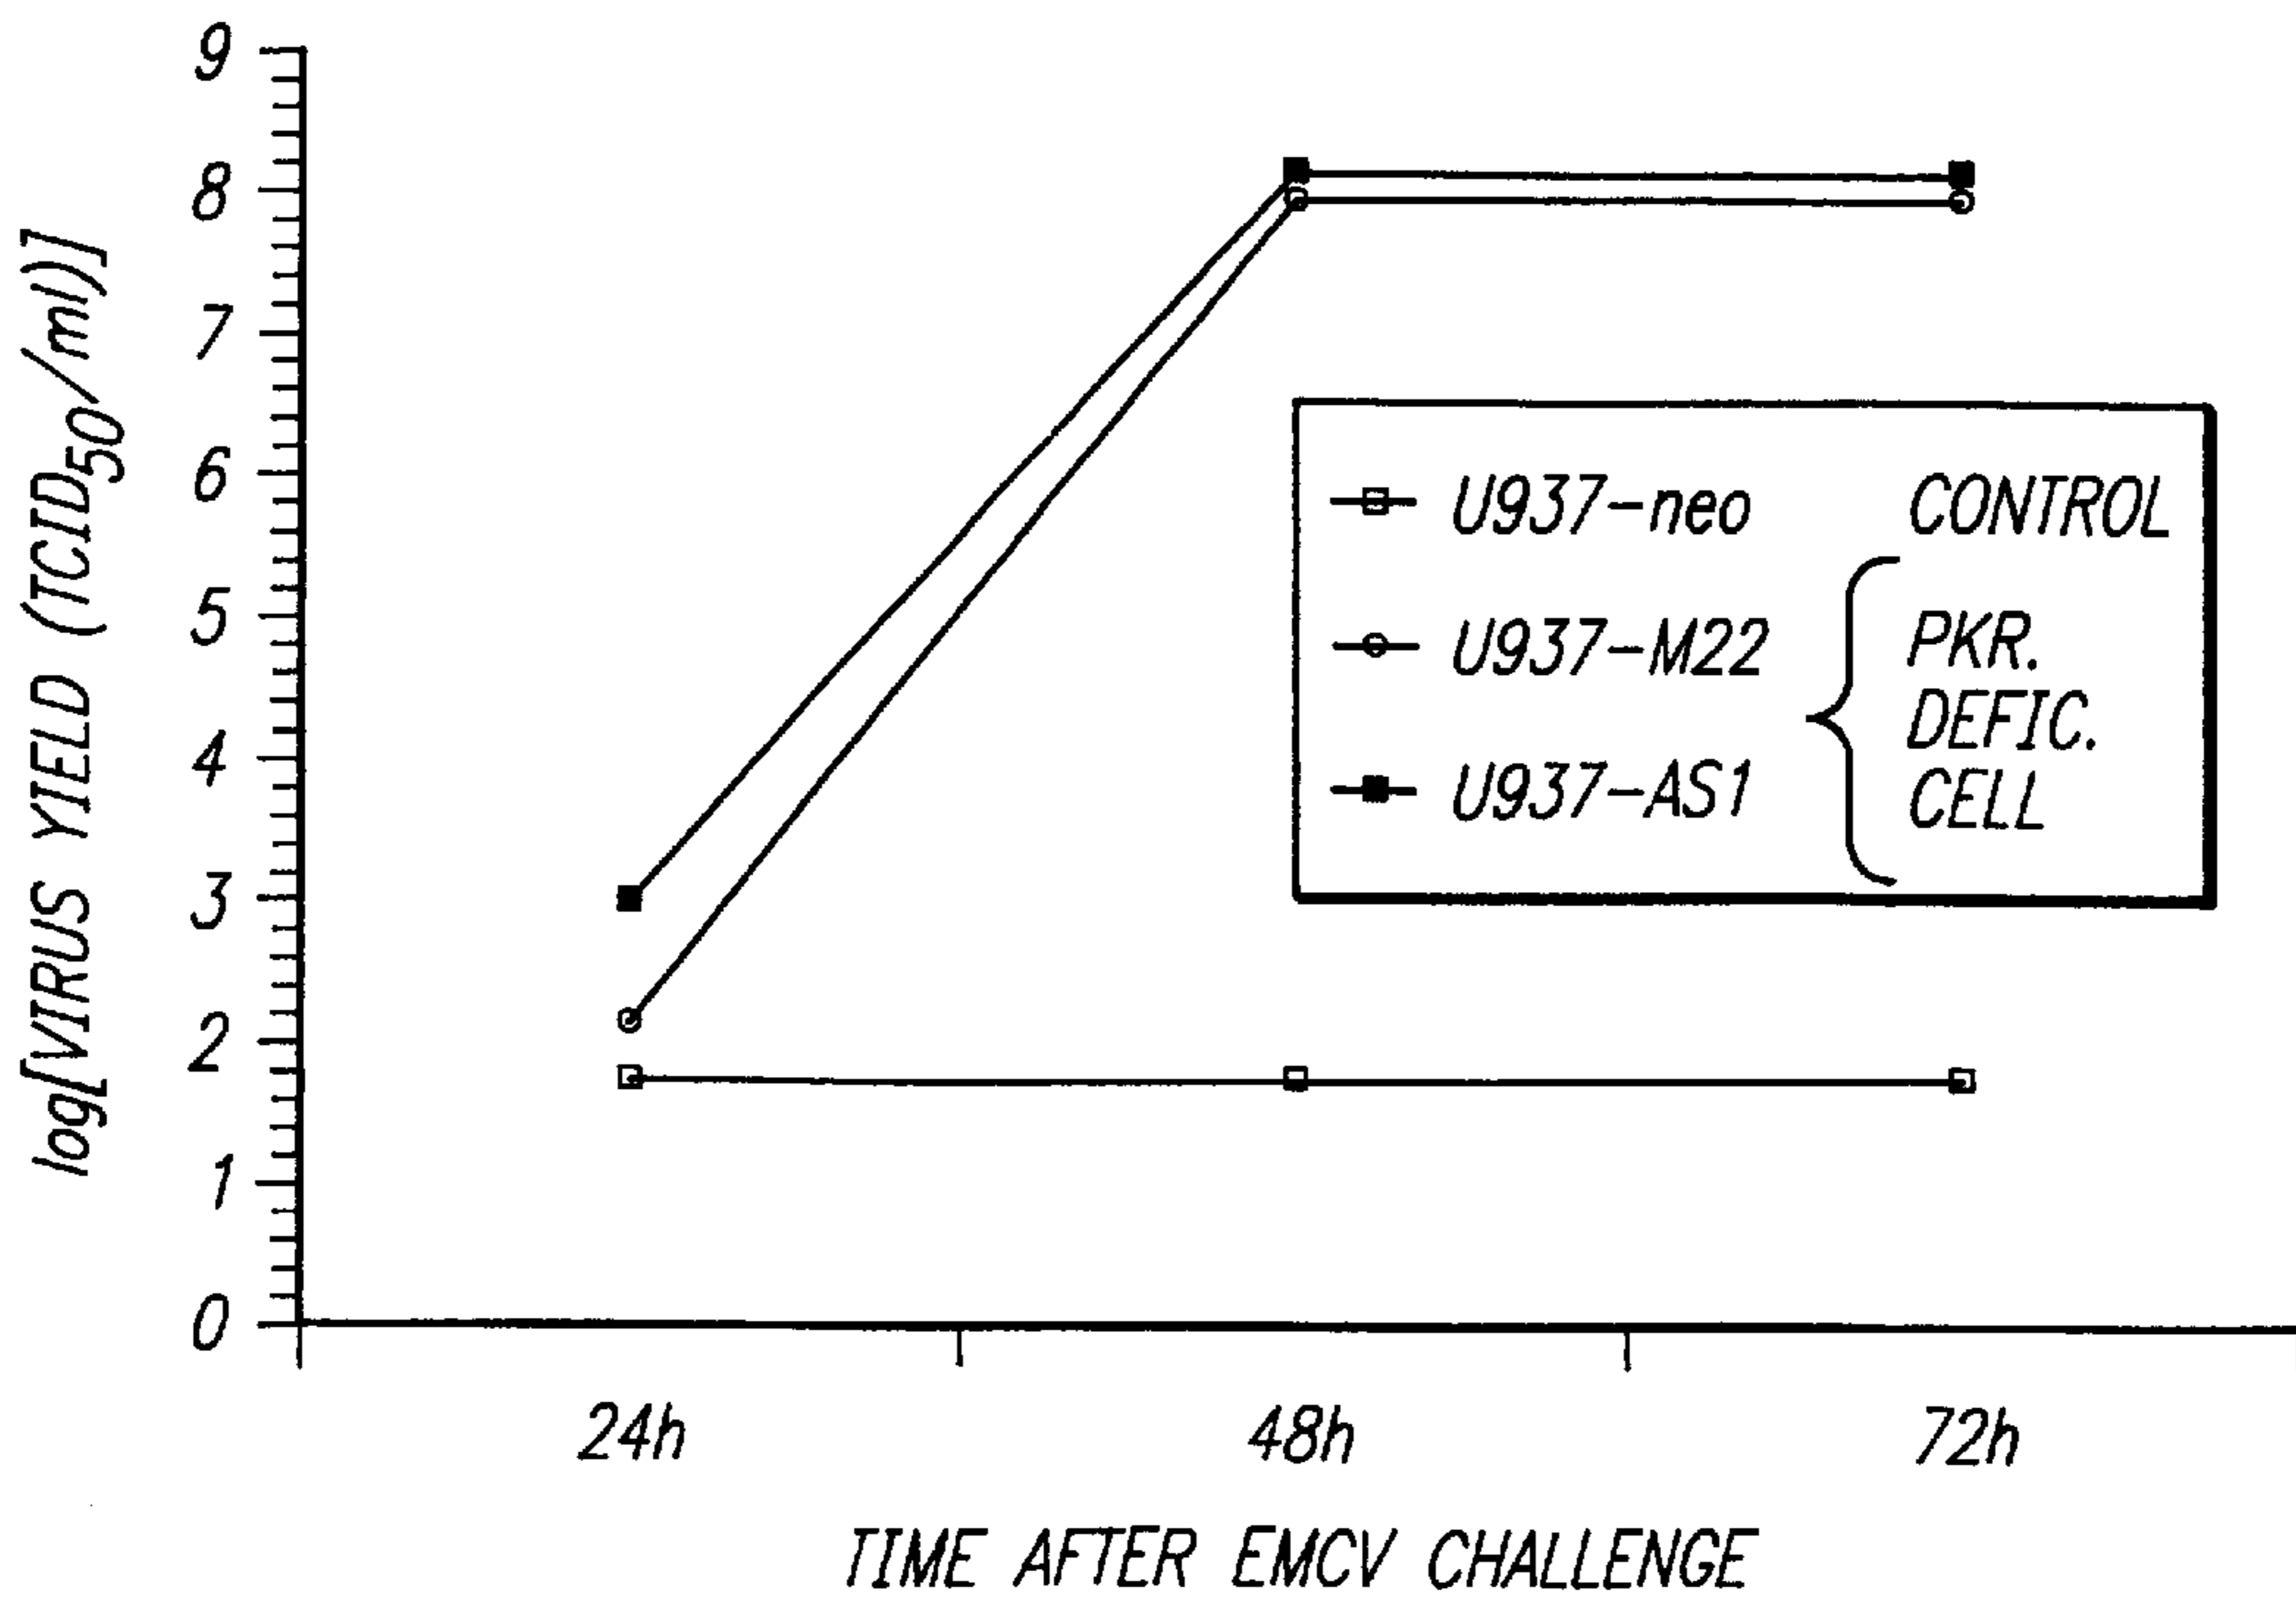 log[VIRUS YIELD (TCID50/ml)]
9
8
7
6
5
4
3
2
1
0
U937-neo CONTROL
U937-M22
U937-AS1
PKR.
DEFIC.
CELL
24h 48h 72h
TIME AFTER EMCV CHALLENGE